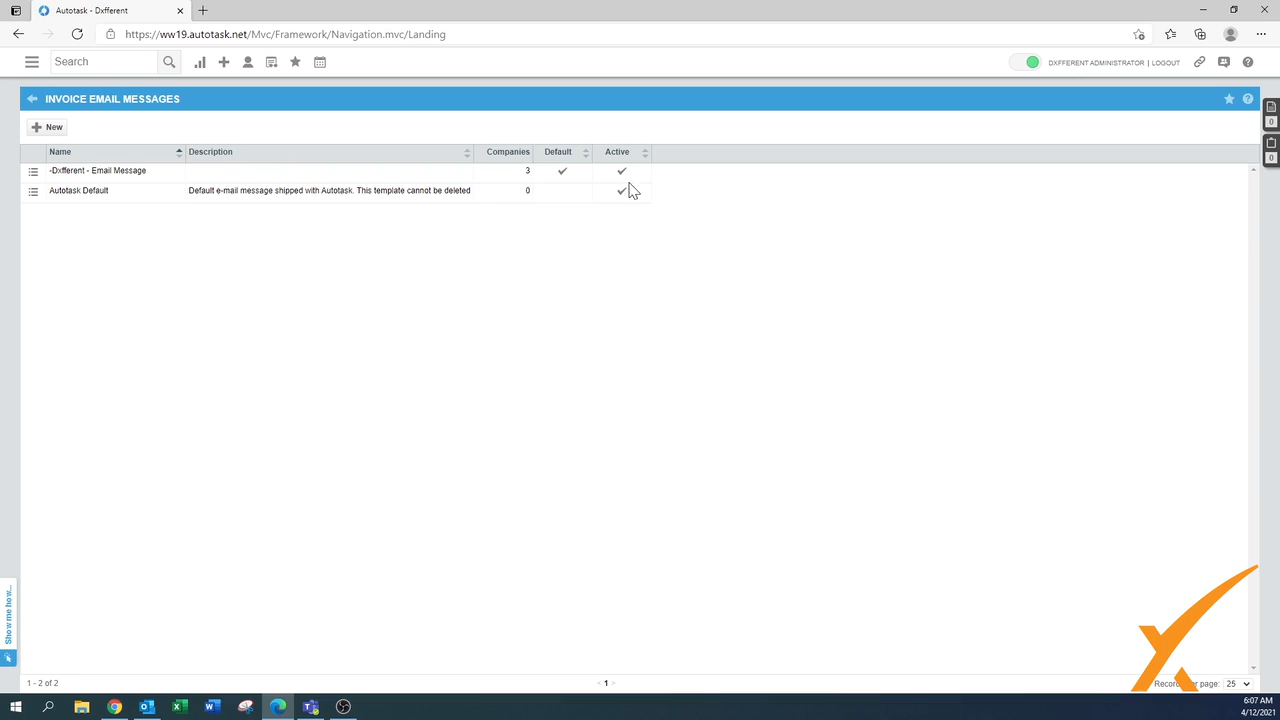 Autotask - Dxfferent
https://ww19.autotask.net/Mvc/Framework/Navigation.mvc/Landing
Search
DXFFERENT ADMINISTRATOR | LOGOUT
INVOICE EMAIL MESSAGES
0
New
0
Name Description Companies Default Active
-Dxfferent - Email Message 3
Autotask Default Default e-mail message shipped with Autotask. This template cannot be deleted 0
Show me how...
1 - 2 of 2
< 1 >
per page: 25
6:07 AM
4/12/2021